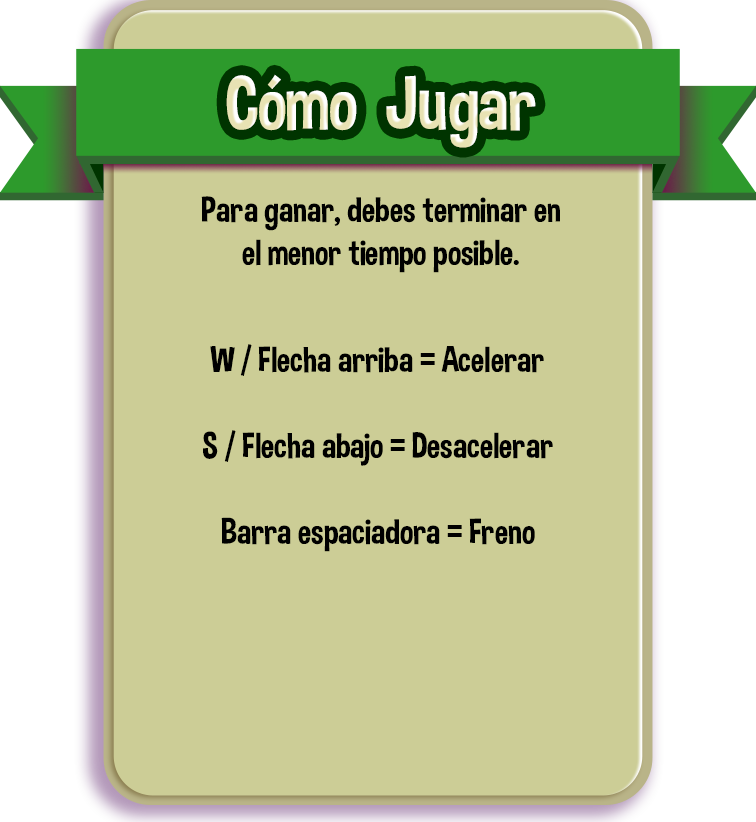 Cómo Jugar
Para ganar, debes terminar en
el menor tiempo posible.
W / Flecha arriba = Acelerar
S / Flecha abajo = Desacelerar
Barra espaciadora = Freno